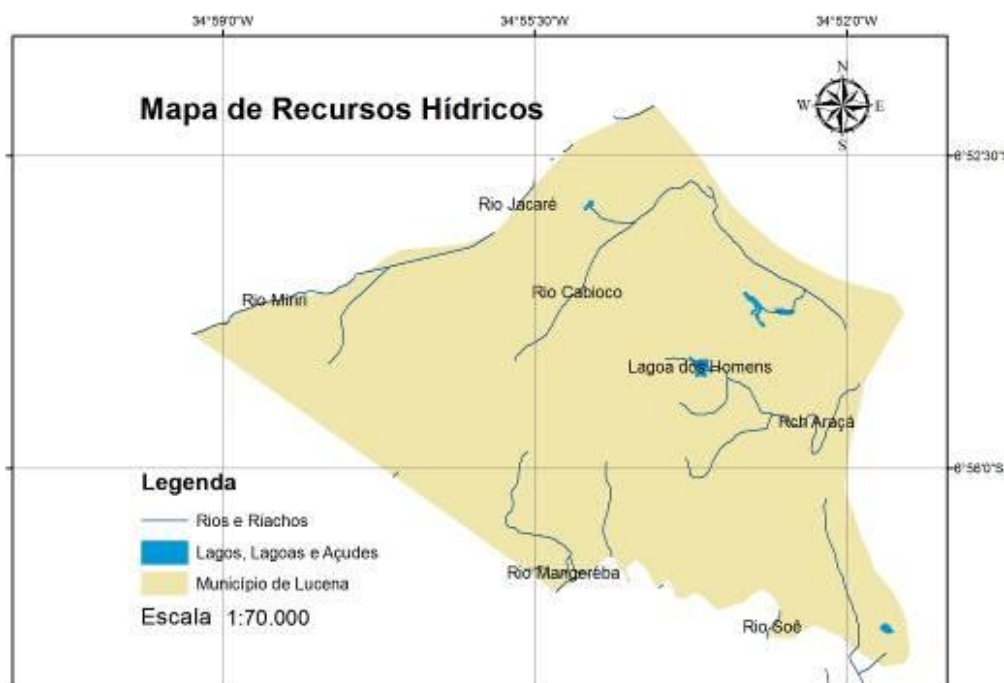 34°59'0"W
34°55'30"W
34°52'0"W
Mapa de Recursos Hídricos
N
W
E
S
6°52'30"S
Rio Jacaré
Rio Miriri
Rio Cabioco
Lagoa dos Homens
Rch Araçá
6°56'0"S
Legenda
Rios e Riachos
Lagos, Lagoas e Açudes
Município de Lucena
Escala 1:70.000
Rio Mangereba
Rio Soê